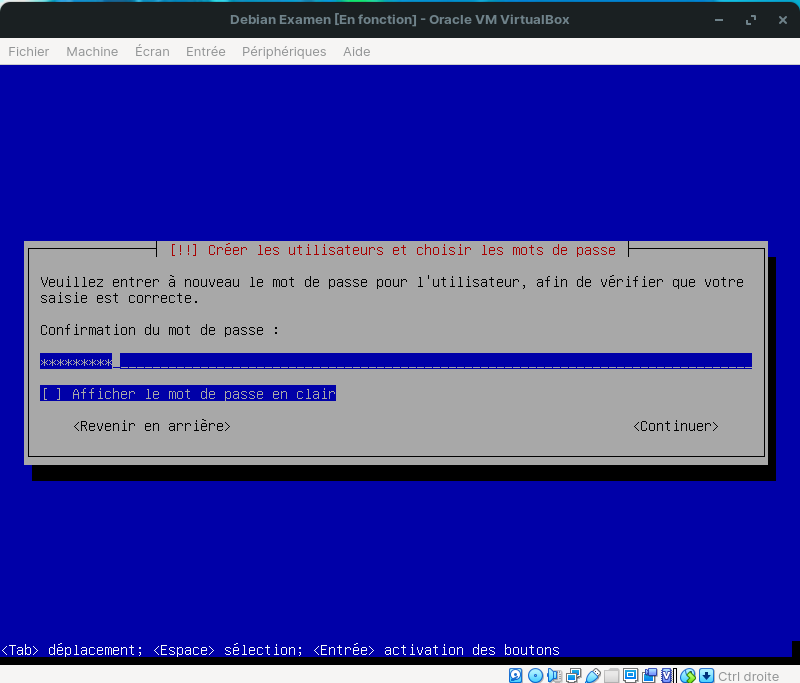 Debian Examen [En fonction] - Oracle VM VirtualBox
Fichier Machine Écran Entrée Périphériques Aide
[!!] Créer les utilisateurs et choisir les mots de passe
Veuillez entrer à nouveau le mot de passe pour l'utilisateur, afin de vérifier que votre
saisie est correcte.
Confirmation du mot de passe :
*********
[ ] Afficher le mot de passe en clair
<Revenir en arrière> <Continuer>
<Tab> déplacement; <Espace> sélection; <Entrée> activation des boutons
Ctrl droite